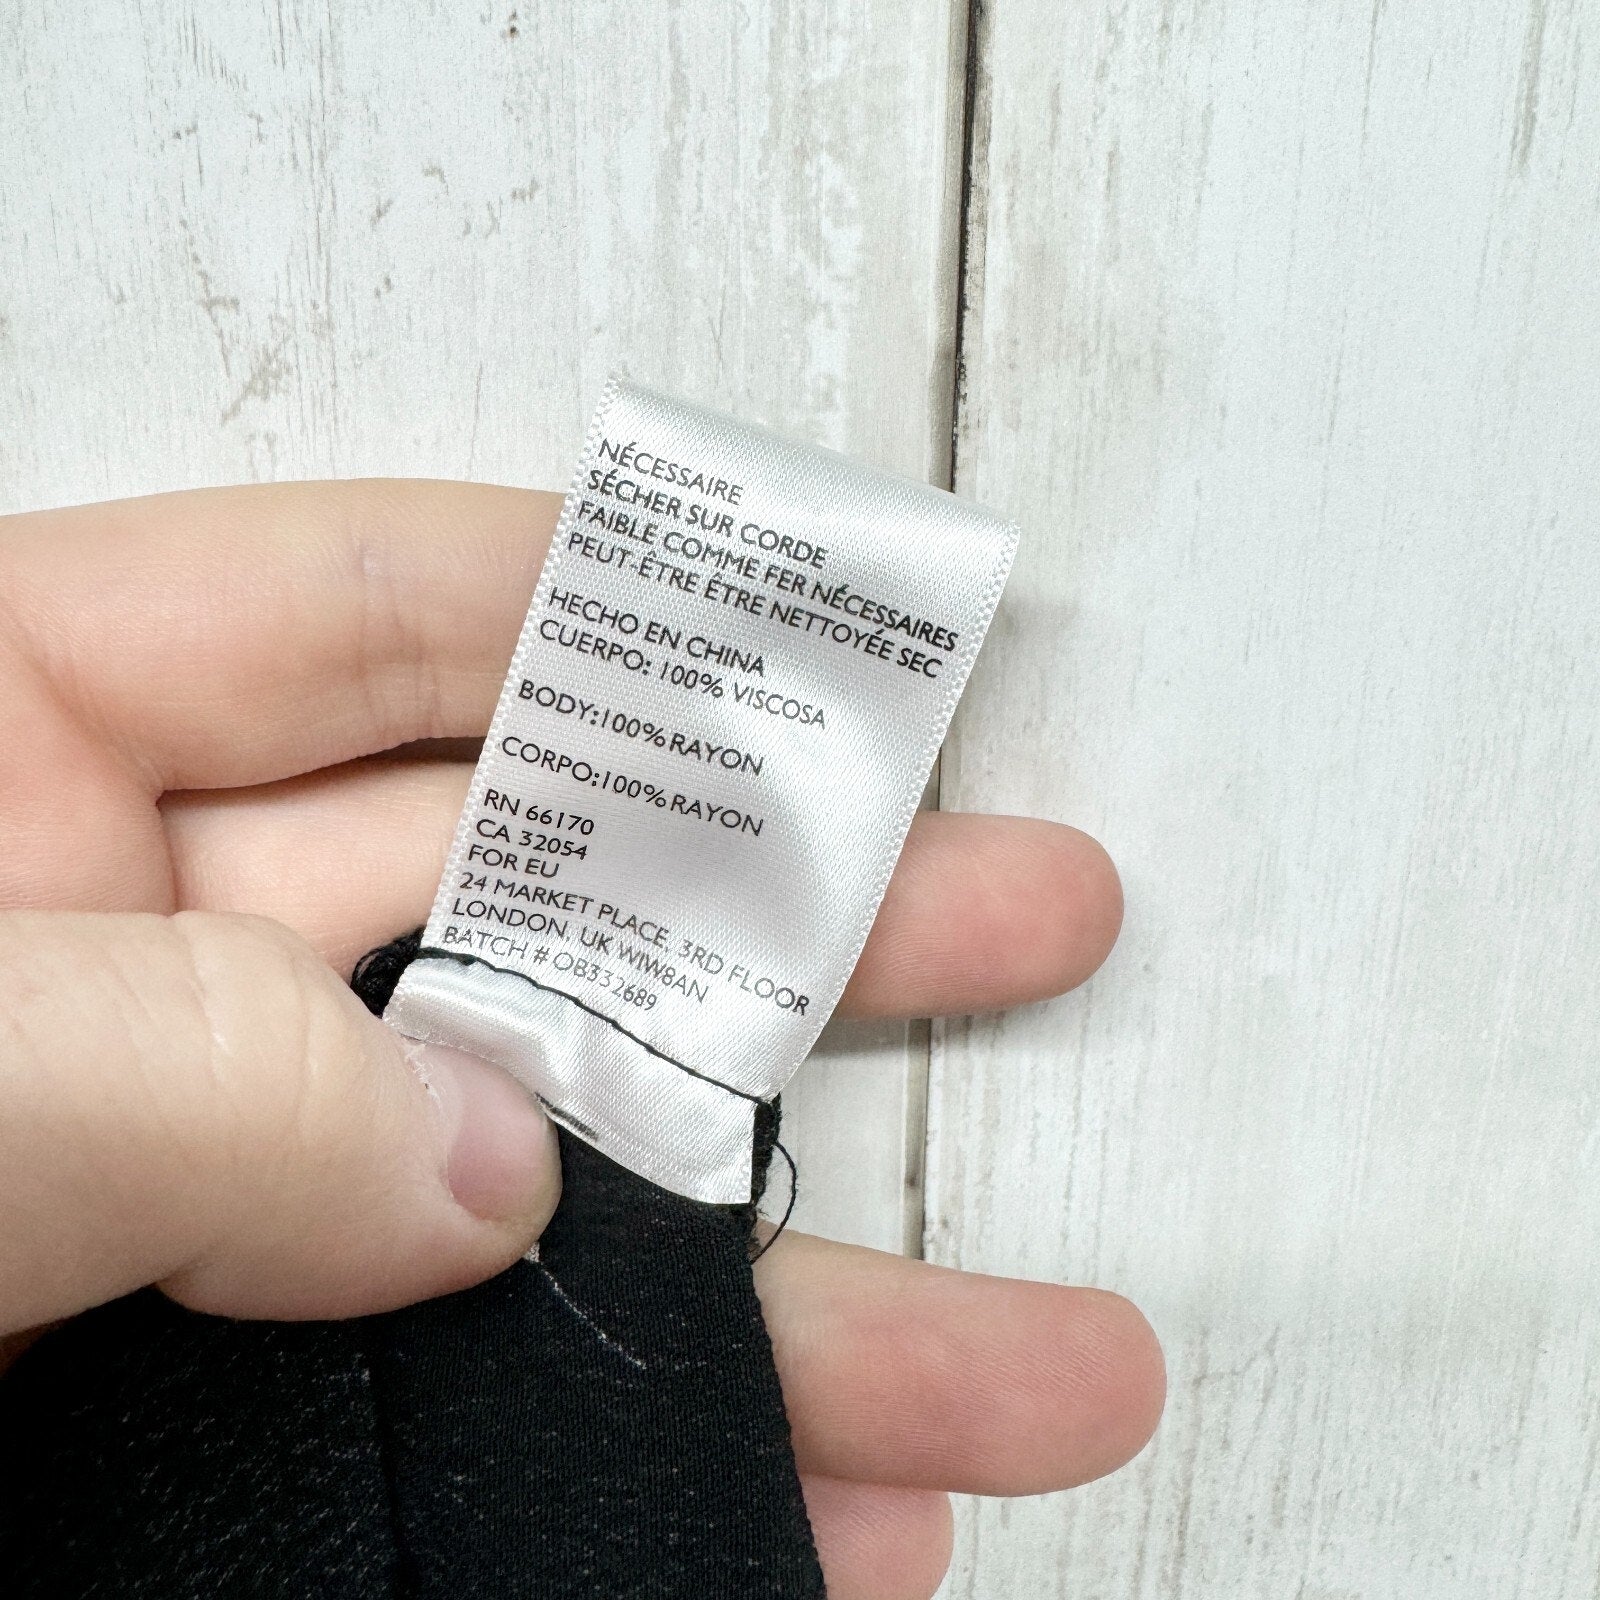 NÉCESSAIRE
SÉCHER SUR CORDE
FAIBLE COMME FER NÉCESSAIRES
PEUT-ÊTRE ÊTRE NETTOYÉE SEC
HECHO EN CHINA
CUERPO: 100% VISCOSA
BODY:100%RAYON
CORPO:100%RAYON
RN 66170
CA 32054
FOR EU
24 MARKET PLACE, 3RD FLOOR
LONDON, UK W1W8AN
BATCH # OB332689